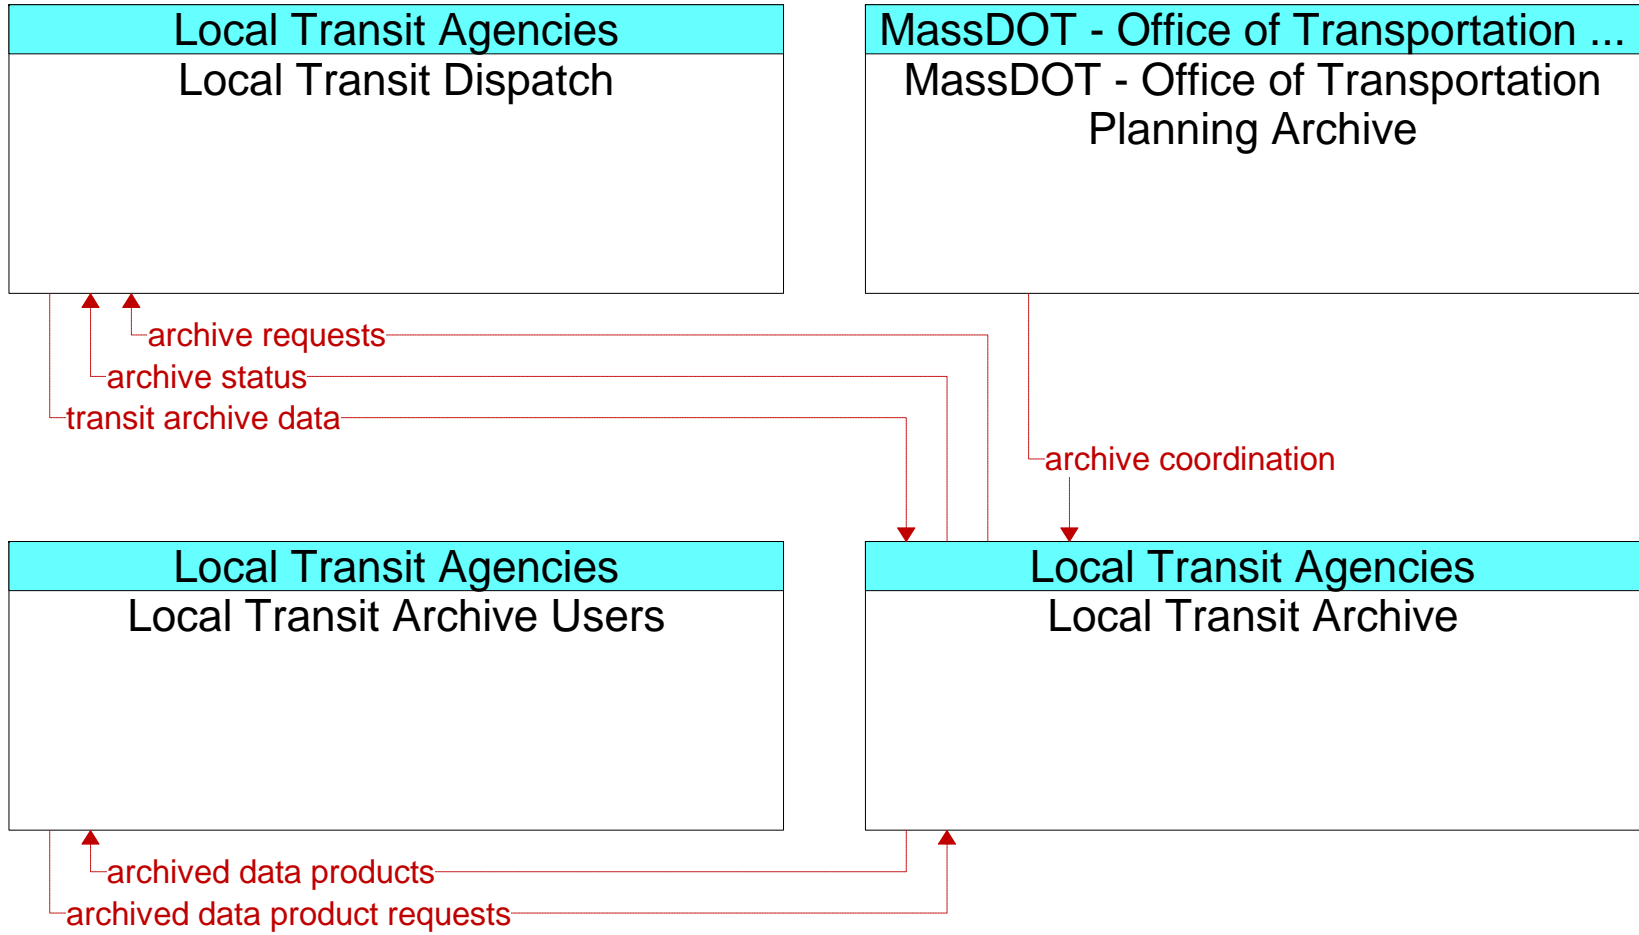 Local Transit Agencies
Local Transit Dispatch
MassDOT - Office of Transportation ...
MassDOT - Office of Transportation
Planning Archive
archive requests
archive status
transit archive data
archive coordination
Local Transit Agencies
Local Transit Archive Users
Local Transit Agencies
Local Transit Archive
archived data products
archived data product requests